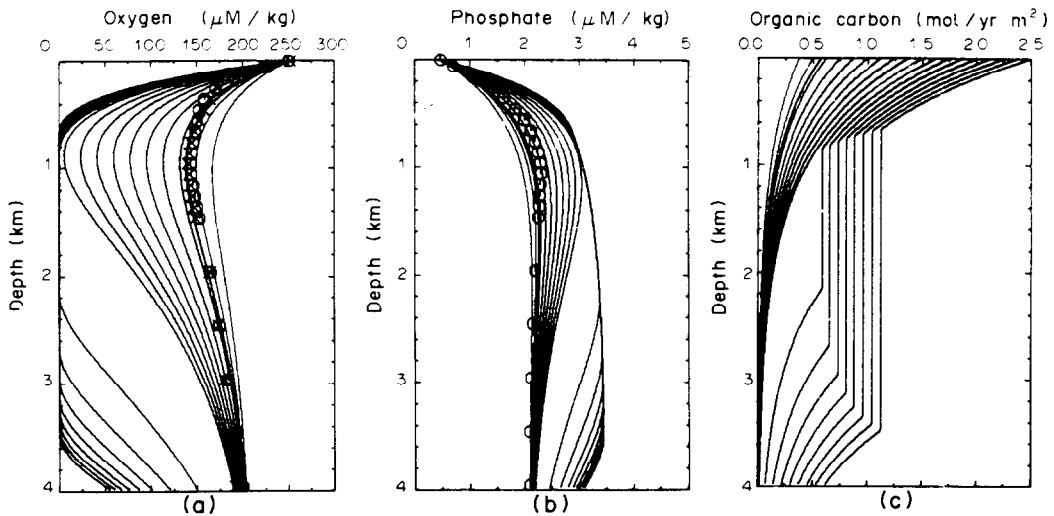 Oxygen (μM / kg)
0 50 100 150 200 250 300
Depth (km)
1
2
3
4
(a)
Phosphate (μM / kg)
0 1 2 3 4 5
Depth (km)
1
2
3
4
(b)
Organic carbon (mol/yr m²)
0.0 0.5 1.0 1.5 2.0 2.5
Depth (km)
1
2
3
4
(c)